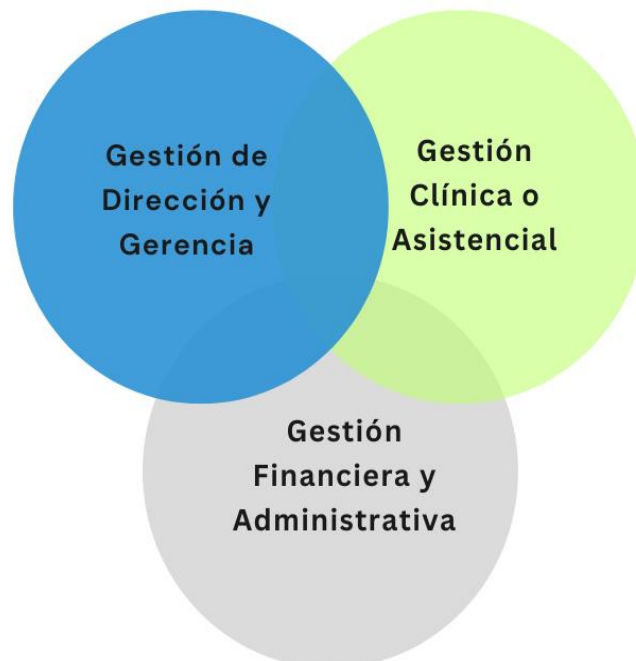 Gestión de
Dirección y
Gerencia
Gestión
Clínica o
Asistencial
Gestión
Financiera y
Administrativa